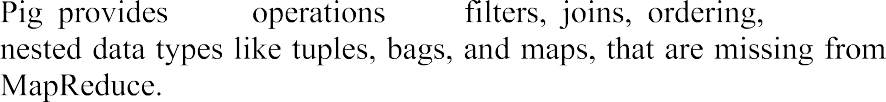 Pig provides operations filters, joins, ordering,
nested data types like tuples, bags, and maps, that are missing from
MapReduce.